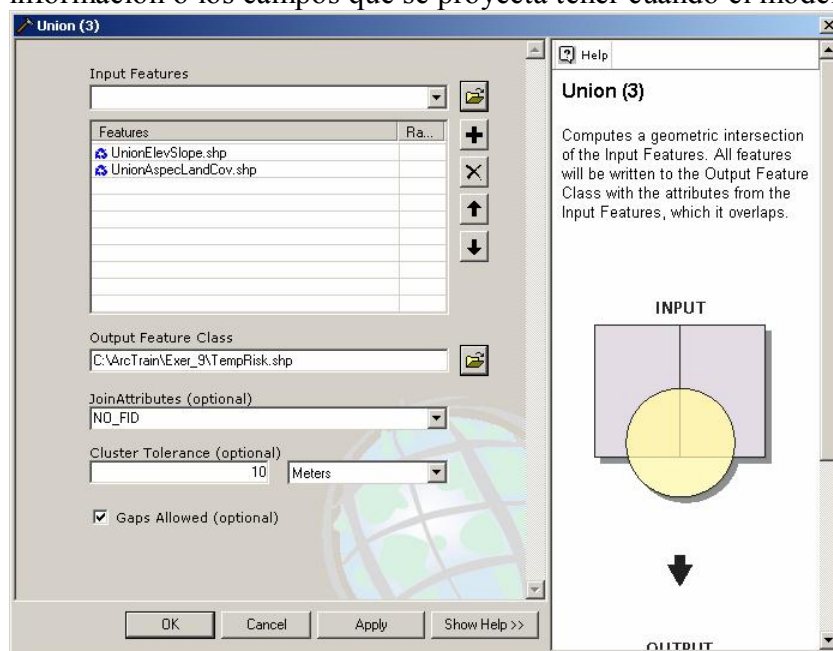 información o los campos que se proyecta tener cuando el
Union (3)
Input Features
Features Ra...
UnionElevSlope.shp
UnionAspecLandCov.shp
Output Feature Class
C:\ArcTrain\Exer_9\TempRisk.shp
JoinAttributes (optional)
NO_FID
Cluster Tolerance (optional)
10 Meters
Gaps Allowed (optional)
OK Cancel Apply Show Help >>
Help
Union (3)
Computes a geometric intersection
of the Input Features. All features
will be written to the Output Feature
Class with the attributes from the
Input Features, which it overlaps.
INPUT
OUTPUT